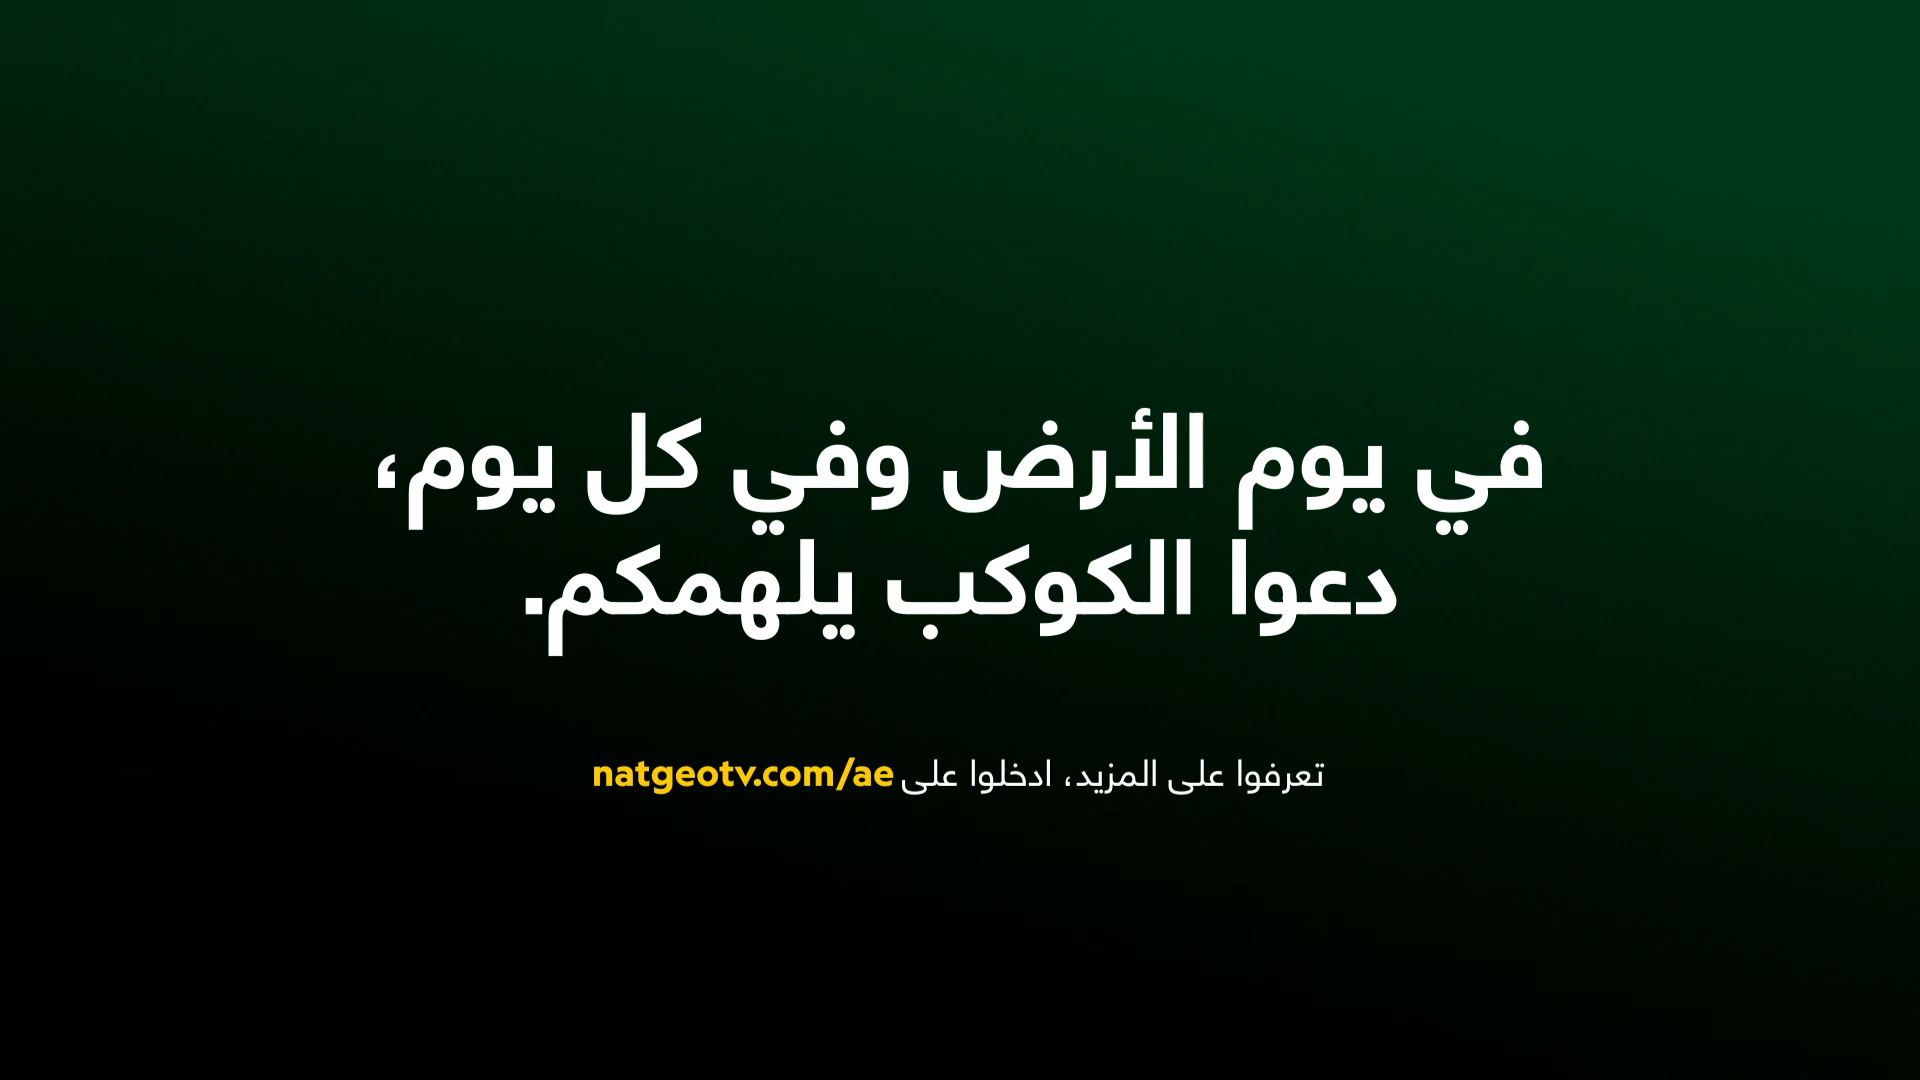 في يوم الأرض وفي كل يوم،
دعوا الكوكب يلهمكم.
تعرفوا على المزيد، ادخلوا على natgeotv.com/ae